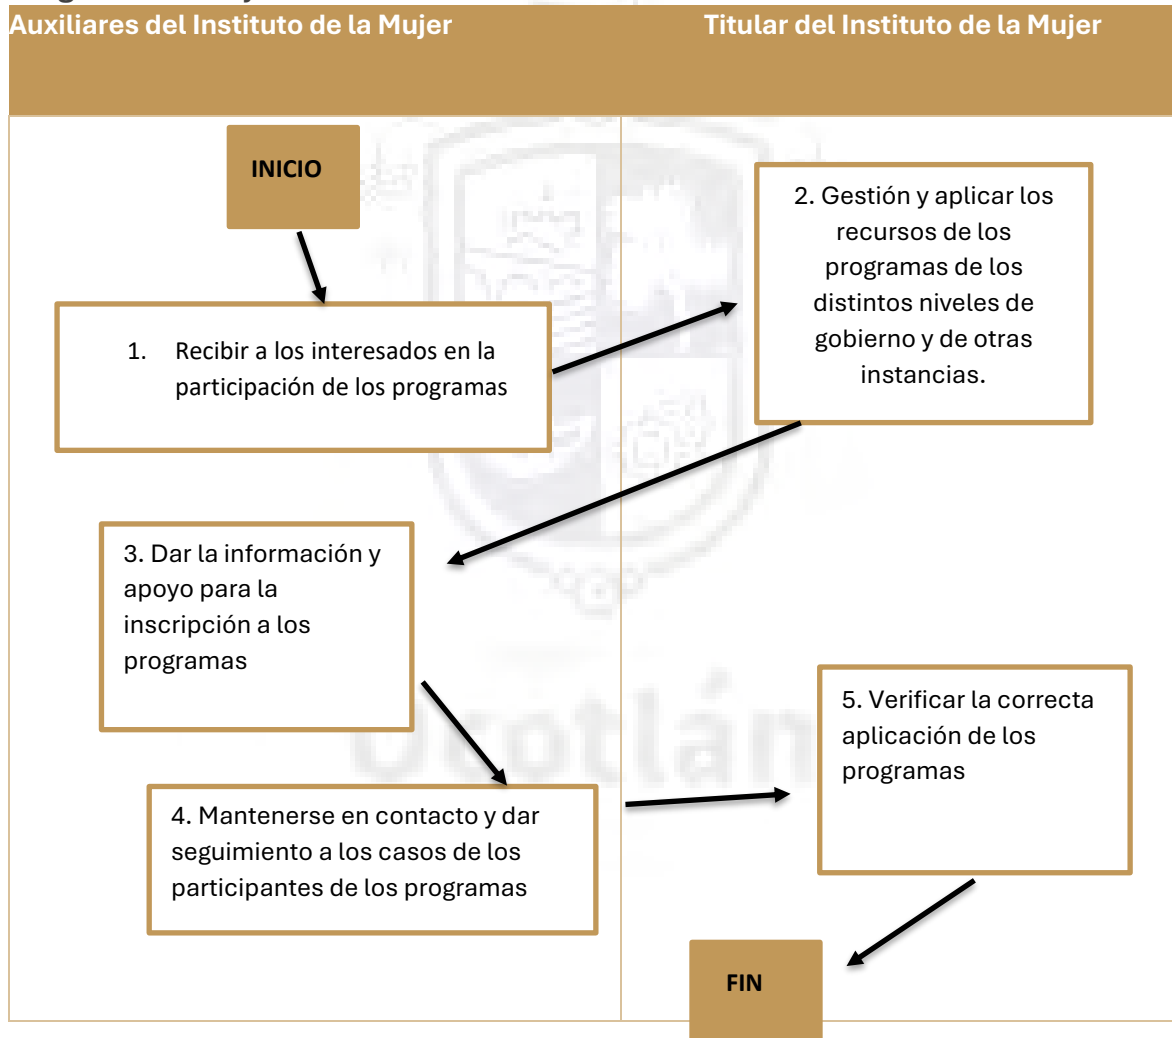 Auxiliares del Instituto de la Mujer
Titular del Instituto de la Mujer
INICIO
1. Recibir a los interesados en la
participación de los programas
2. Gestión y aplicar los
recursos de los
programas de los
distintos niveles de
gobierno y de otras
instancias.
3. Dar la información y
apoyo para la
inscripción a los
programas
4. Mantenerse en contacto y dar
seguimiento a los casos de los
participantes de los programas
5. Verificar la correcta
aplicación de los
programas
FIN
Ocotlán